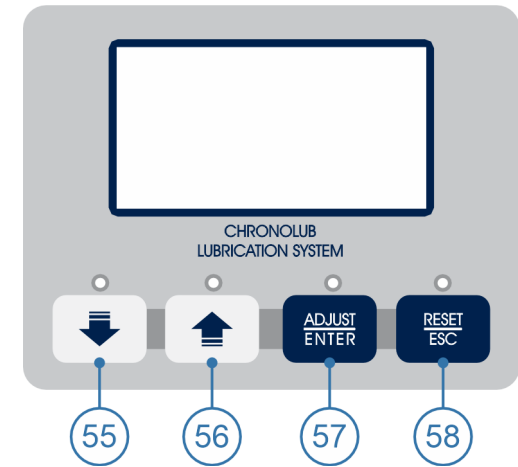 CHRONOLUB
LUBRICATION SYSTEM
ADJUST
ENTER
RESET
ESC
55
56
57
58